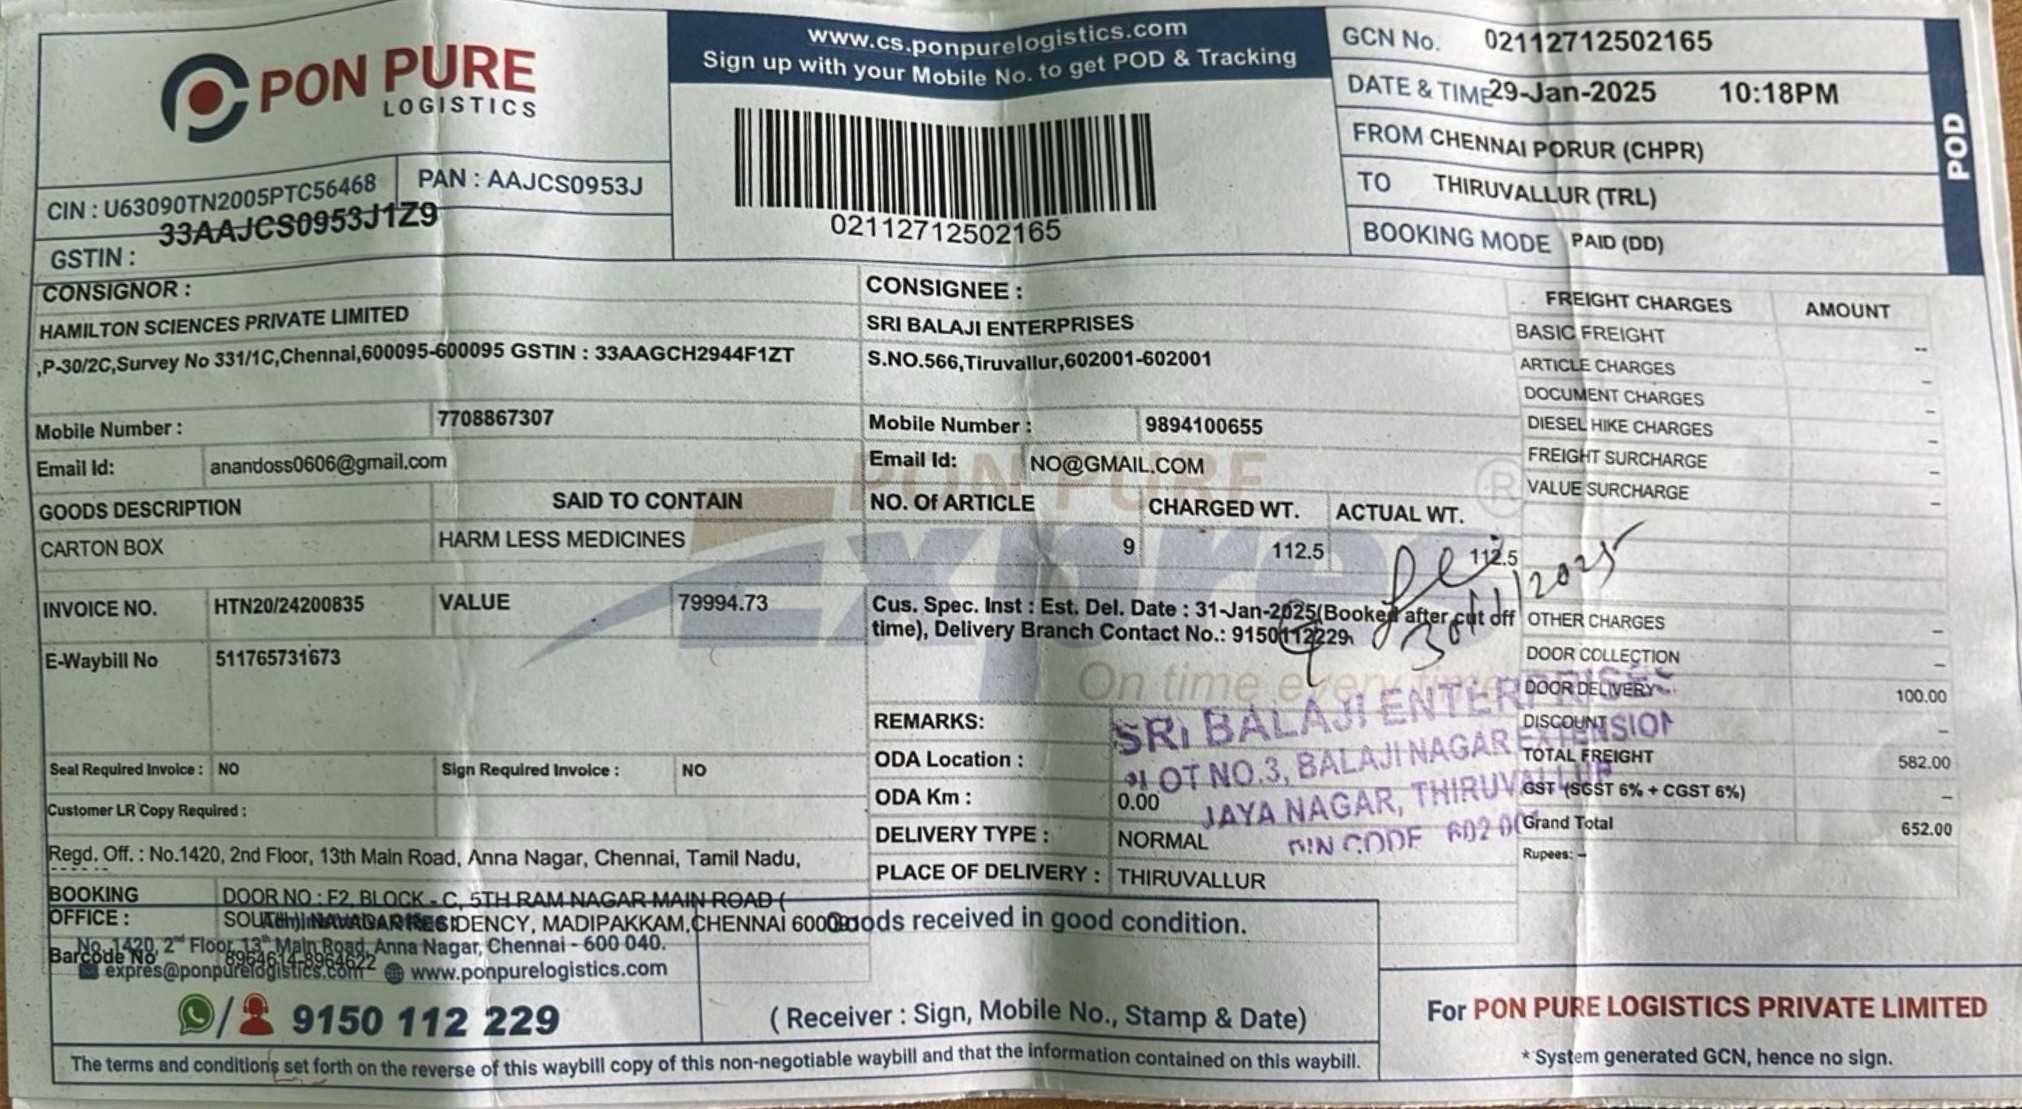 PON PURE
LOGISTICS
www.cs.ponpurelogistics.com
Sign up with your Mobile No. to get POD & Tracking
02112712502165
GCN No. 02112712502165
DATE & TIME 29-Jan-2025 10:18PM
FROM CHENNAI PORUR (CHPR)
TO THIRUVALLUR (TRL)
BOOKING MODE PAID (DD)
POD
CIN : U63090TN2005PTC56468
PAN : AAJCS0953J
GSTIN : 33AAJCS0953J1Z9
CONSIGNOR :
HAMILTON SCIENCES PRIVATE LIMITED
,P-30/2C,Survey No 331/1C,Chennai,600095-600095 GSTIN : 33AAGCH2944F1ZT
Mobile Number : 7708867307
Email Id: anandoss0606@gmail.com
CONSIGNEE :
SRI BALAJI ENTERPRISES
S.NO.566,Tiruvallur,602001-602001
Mobile Number : 9894100655
Email Id: NO@GMAIL.COM
GOODS DESCRIPTION SAID TO CONTAIN NO. Of ARTICLE CHARGED WT. ACTUAL WT.
CARTON BOX HARM LESS MEDICINES 9 112.5 112.5
INVOICE NO. HTN20/24200835 VALUE 79994.73
E-Waybill No 511765731673
Cus. Spec. Inst : Est. Del. Date : 31-Jan-2025(Booked after cut off
time), Delivery Branch Contact No.: 9150112229
30/1/2025
PON PURE
Expres
®
On time every time
REMARKS:
ODA Location :
ODA Km : 0.00
DELIVERY TYPE : NORMAL
PLACE OF DELIVERY : THIRUVALLUR
SRI BALAJI ENTERPRISES
NO.3, BALAJI NAGAR EXTENSION
JAYA NAGAR, THIRUVALLUR
PIN CODE
Seal Required Invoice : NO Sign Required Invoice : NO
Customer LR Copy Required :
Regd. Off. : No.1420, 2nd Floor, 13th Main Road, Anna Nagar, Chennai, Tamil Nadu,
BOOKING OFFICE : DOOR NO : F2, BLOCK - C, 5TH RAM NAGAR MAIN ROAD (
RESIDENCY, MADIPAKKAM,CHENNAI
No. 1420, 2nd Floor, 13th Main Road, Anna Nagar, Chennai - 600 040.
Barcode No 8964614-8964622
expres@ponpurelogistics.com www.ponpurelogistics.com
9150 112 229
Goods received in good condition.
( Receiver : Sign, Mobile No., Stamp & Date)
The terms and conditions set forth on the reverse of this waybill copy of this non-negotiable waybill and that the information contained on this waybill.
FREIGHT CHARGES AMOUNT
BASIC FREIGHT --
ARTICLE CHARGES –
DOCUMENT CHARGES –
DIESEL HIKE CHARGES –
FREIGHT SURCHARGE –
VALUE SURCHARGE –
OTHER CHARGES –
DOOR COLLECTION –
DOOR DELIVERY 100.00
DISCOUNT –
TOTAL FREIGHT 582.00
GST (SGST 6% + CGST 6%) –
Grand Total 652.00
Rupees: –
For PON PURE LOGISTICS PRIVATE LIMITED
* System generated GCN, hence no sign.